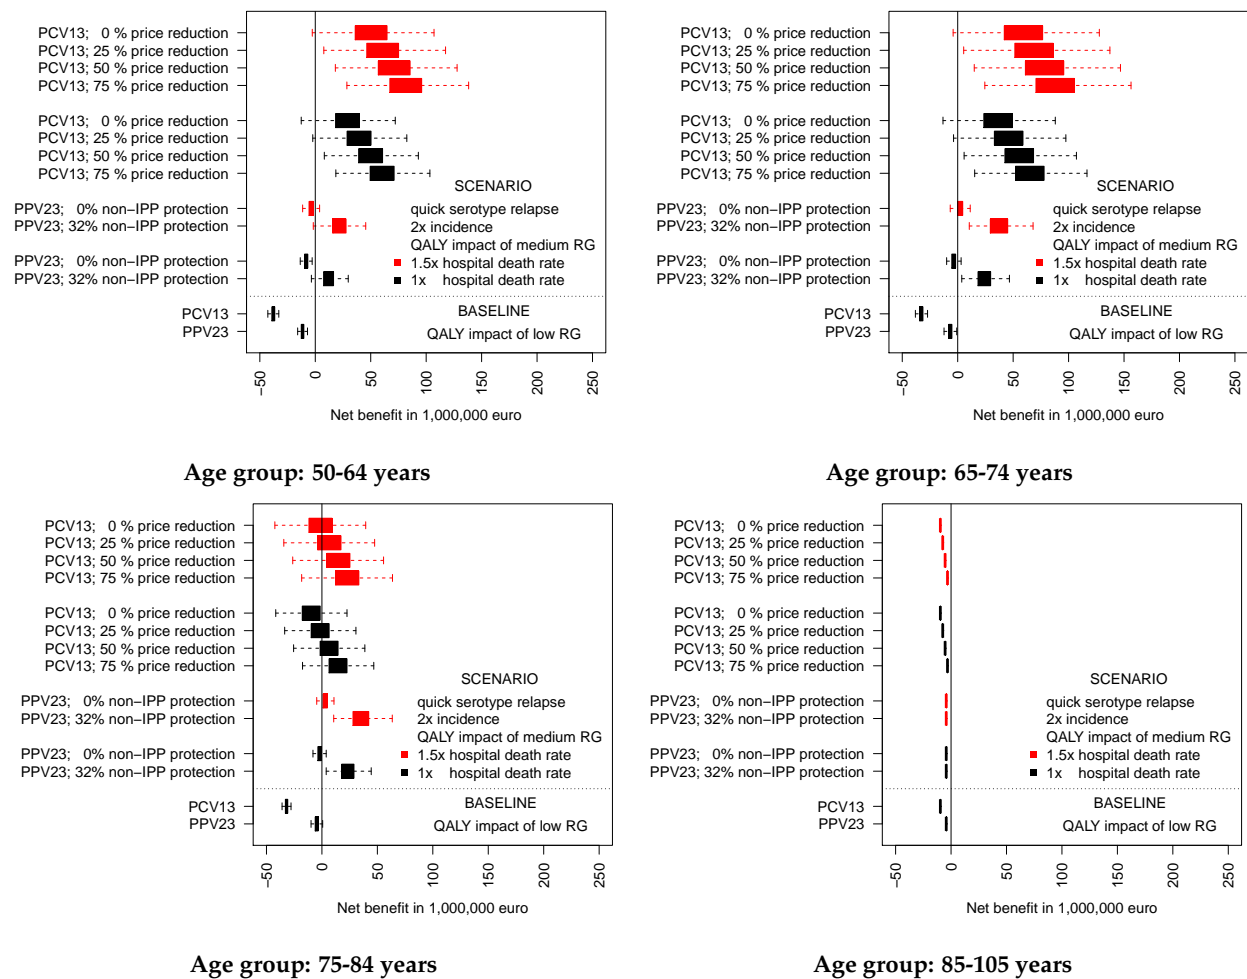 PCV13;   0 % price reduction
PCV13; 25 % price reduction
PCV13; 50 % price reduction
PCV13; 75 % price reduction
PCV13;   0 % price reduction
PCV13; 25 % price reduction
PCV13; 50 % price reduction
PCV13; 75 % price reduction
SCENARIO
PPV23;   0% non−IPP protection
quick serotype relapse
PPV23; 32% non−IPP protection
2x incidence
QALY impact of medium RG
PPV23;   0% non−IPP protection
1.5x hospital death rate
PPV23; 32% non−IPP protection
1x    hospital death rate
PCV13
BASELINE
PPV23
QALY impact of low RG
−50 0 50 100 150 200 250
Net benefit in 1,000,000 euro
Age group: 50-64 years
PCV13;   0 % price reduction
PCV13; 25 % price reduction
PCV13; 50 % price reduction
PCV13; 75 % price reduction
PCV13;   0 % price reduction
PCV13; 25 % price reduction
PCV13; 50 % price reduction
PCV13; 75 % price reduction
SCENARIO
PPV23;   0% non−IPP protection
quick serotype relapse
PPV23; 32% non−IPP protection
2x incidence
QALY impact of medium RG
PPV23;   0% non−IPP protection
1.5x hospital death rate
PPV23; 32% non−IPP protection
1x    hospital death rate
PCV13
BASELINE
PPV23
QALY impact of low RG
−50 0 50 100 150 200 250
Net benefit in 1,000,000 euro
Age group: 65-74 years
PCV13;   0 % price reduction
PCV13; 25 % price reduction
PCV13; 50 % price reduction
PCV13; 75 % price reduction
PCV13;   0 % price reduction
PCV13; 25 % price reduction
PCV13; 50 % price reduction
PCV13; 75 % price reduction
SCENARIO
PPV23;   0% non−IPP protection
quick serotype relapse
PPV23; 32% non−IPP protection
2x incidence
QALY impact of medium RG
PPV23;   0% non−IPP protection
1.5x hospital death rate
PPV23; 32% non−IPP protection
1x    hospital death rate
PCV13
BASELINE
PPV23
QALY impact of low RG
−50 0 50 100 150 200 250
Net benefit in 1,000,000 euro
Age group: 75-84 years
PCV13;   0 % price reduction
PCV13; 25 % price reduction
PCV13; 50 % price reduction
PCV13; 75 % price reduction
PCV13;   0 % price reduction
PCV13; 25 % price reduction
PCV13; 50 % price reduction
PCV13; 75 % price reduction
SCENARIO
PPV23;   0% non−IPP protection
quick serotype relapse
PPV23; 32% non−IPP protection
2x incidence
QALY impact of medium RG
PPV23;   0% non−IPP protection
1.5x hospital death rate
PPV23; 32% non−IPP protection
1x    hospital death rate
PCV13
BASELINE
PPV23
QALY impact of low RG
−50 0 50 100 150 200 250
Net benefit in 1,000,000 euro
Age group: 85-105 years